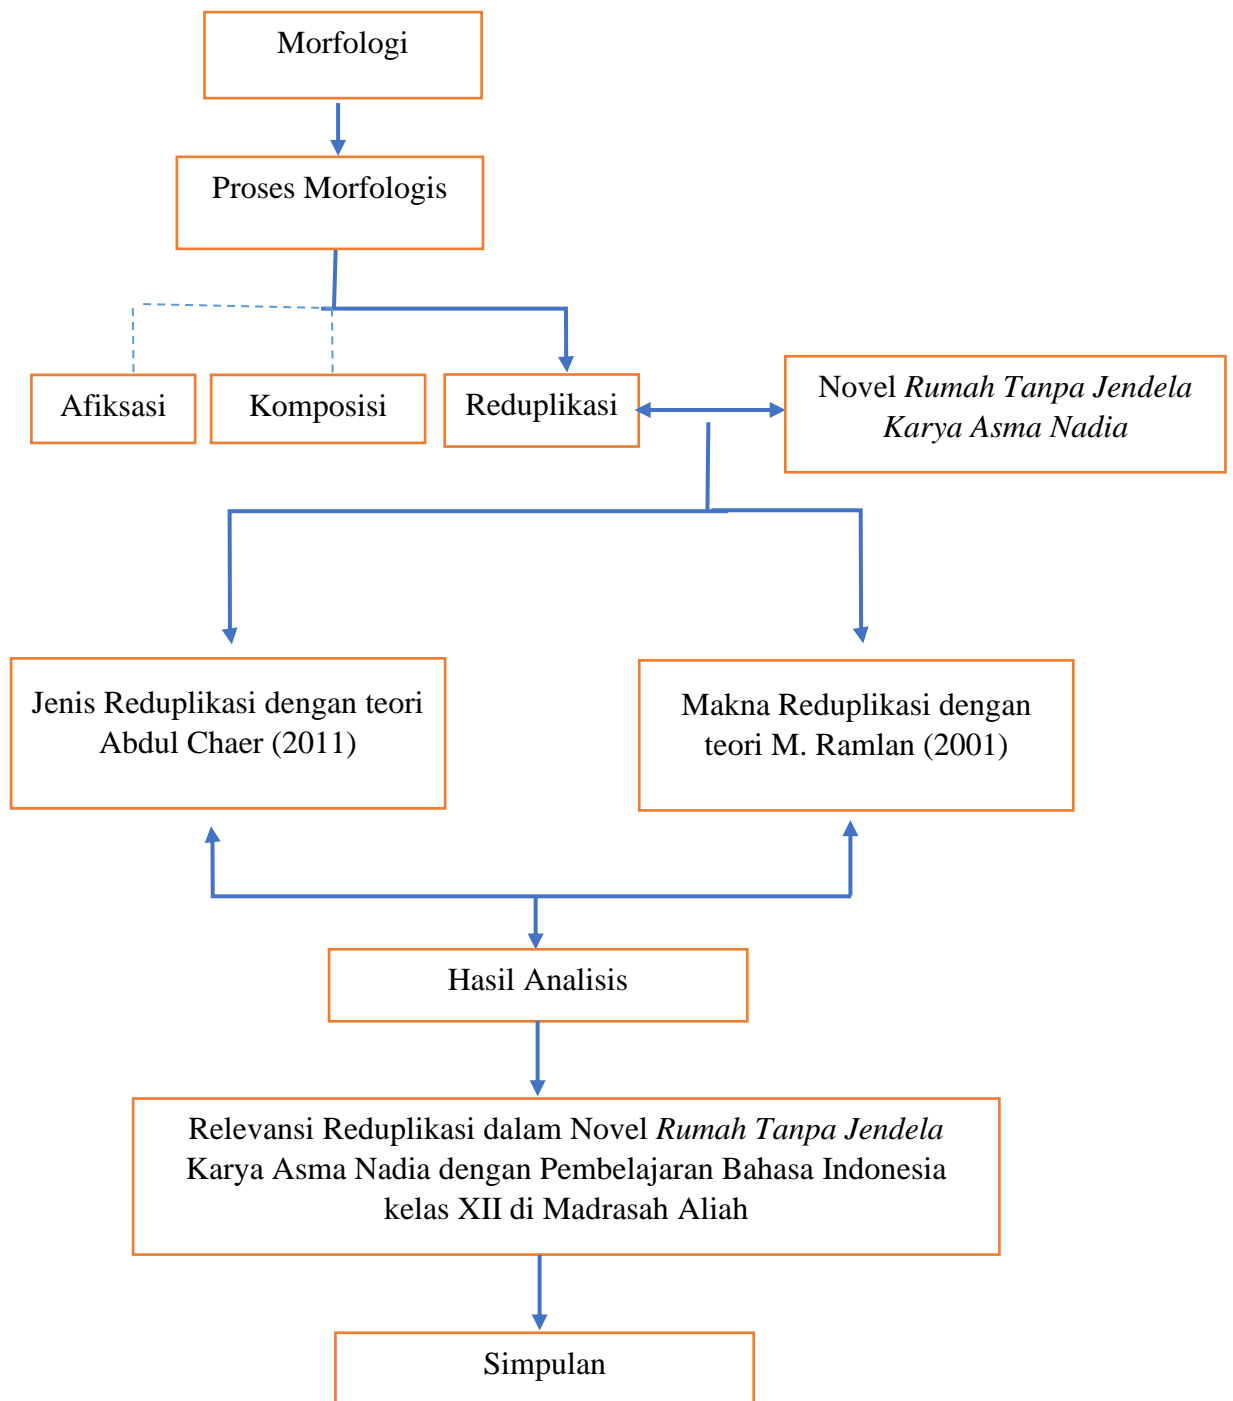 Morfologi
Proses Morfologis
Afiksasi
Komposisi
Reduplikasi
Novel Rumah Tanpa Jendela
Karya Asma Nadia
Jenis Reduplikasi dengan teori
Abdul Chaer (2011)
Makna Reduplikasi dengan
teori M. Ramlan (2001)
Hasil Analisis
Relevansi Reduplikasi dalam Novel Rumah Tanpa Jendela
Karya Asma Nadia dengan Pembelajaran Bahasa Indonesia
kelas XII di Madrasah Aliah
Simpulan